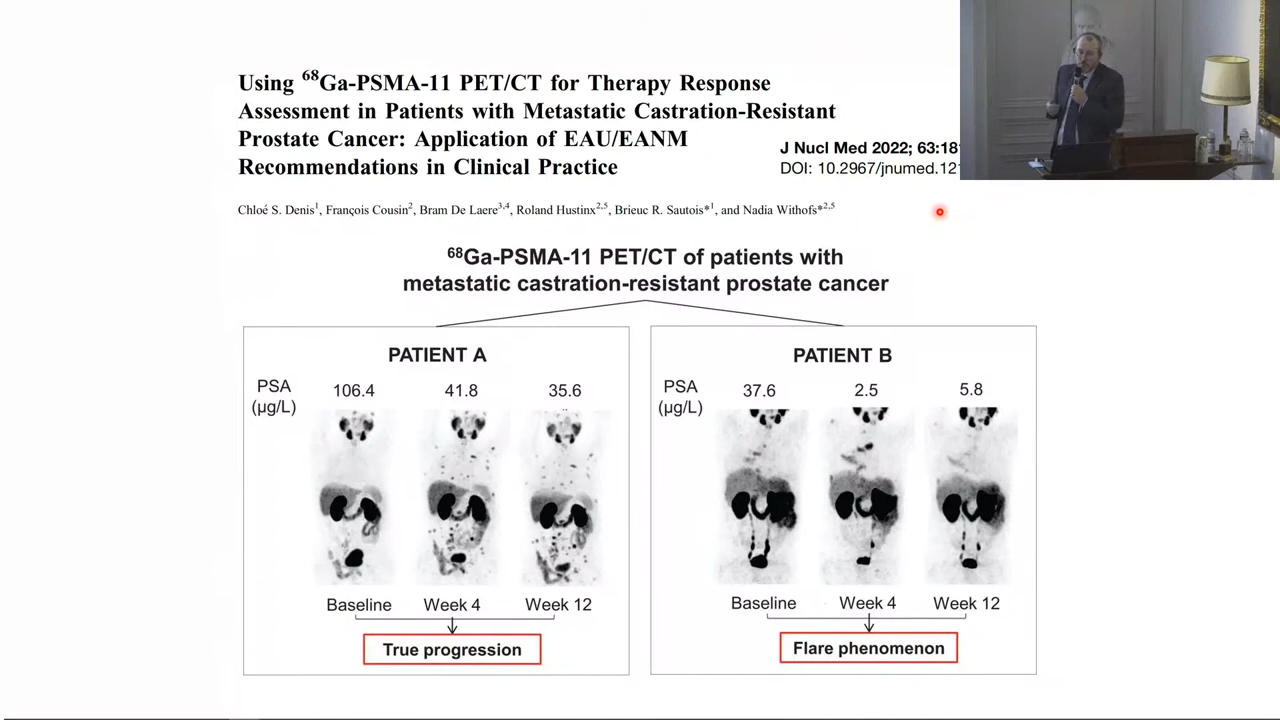 Using ⁶⁸Ga-PSMA-11 PET/CT for Therapy Response
Assessment in Patients with Metastatic Castration-Resistant
Prostate Cancer: Application of EAU/EANM
Recommendations in Clinical Practice
J Nucl Med 2022; 63:18
DOI: 10.2967/jnumed.12
Chloé S. Denis¹, François Cousin², Bram De Laere³,⁴, Roland Hustinx²,⁵, Brieuc R. Sautois*¹, and Nadia Withofs*²,⁵
⁶⁸Ga-PSMA-11 PET/CT of patients with
metastatic castration-resistant prostate cancer
PATIENT A
PSA 106.4 41.8 35.6
(µg/L)
Baseline Week 4 Week 12
True progression
PATIENT B
PSA 37.6 2.5 5.8
(µg/L)
Baseline Week 4 Week 12
Flare phenomenon